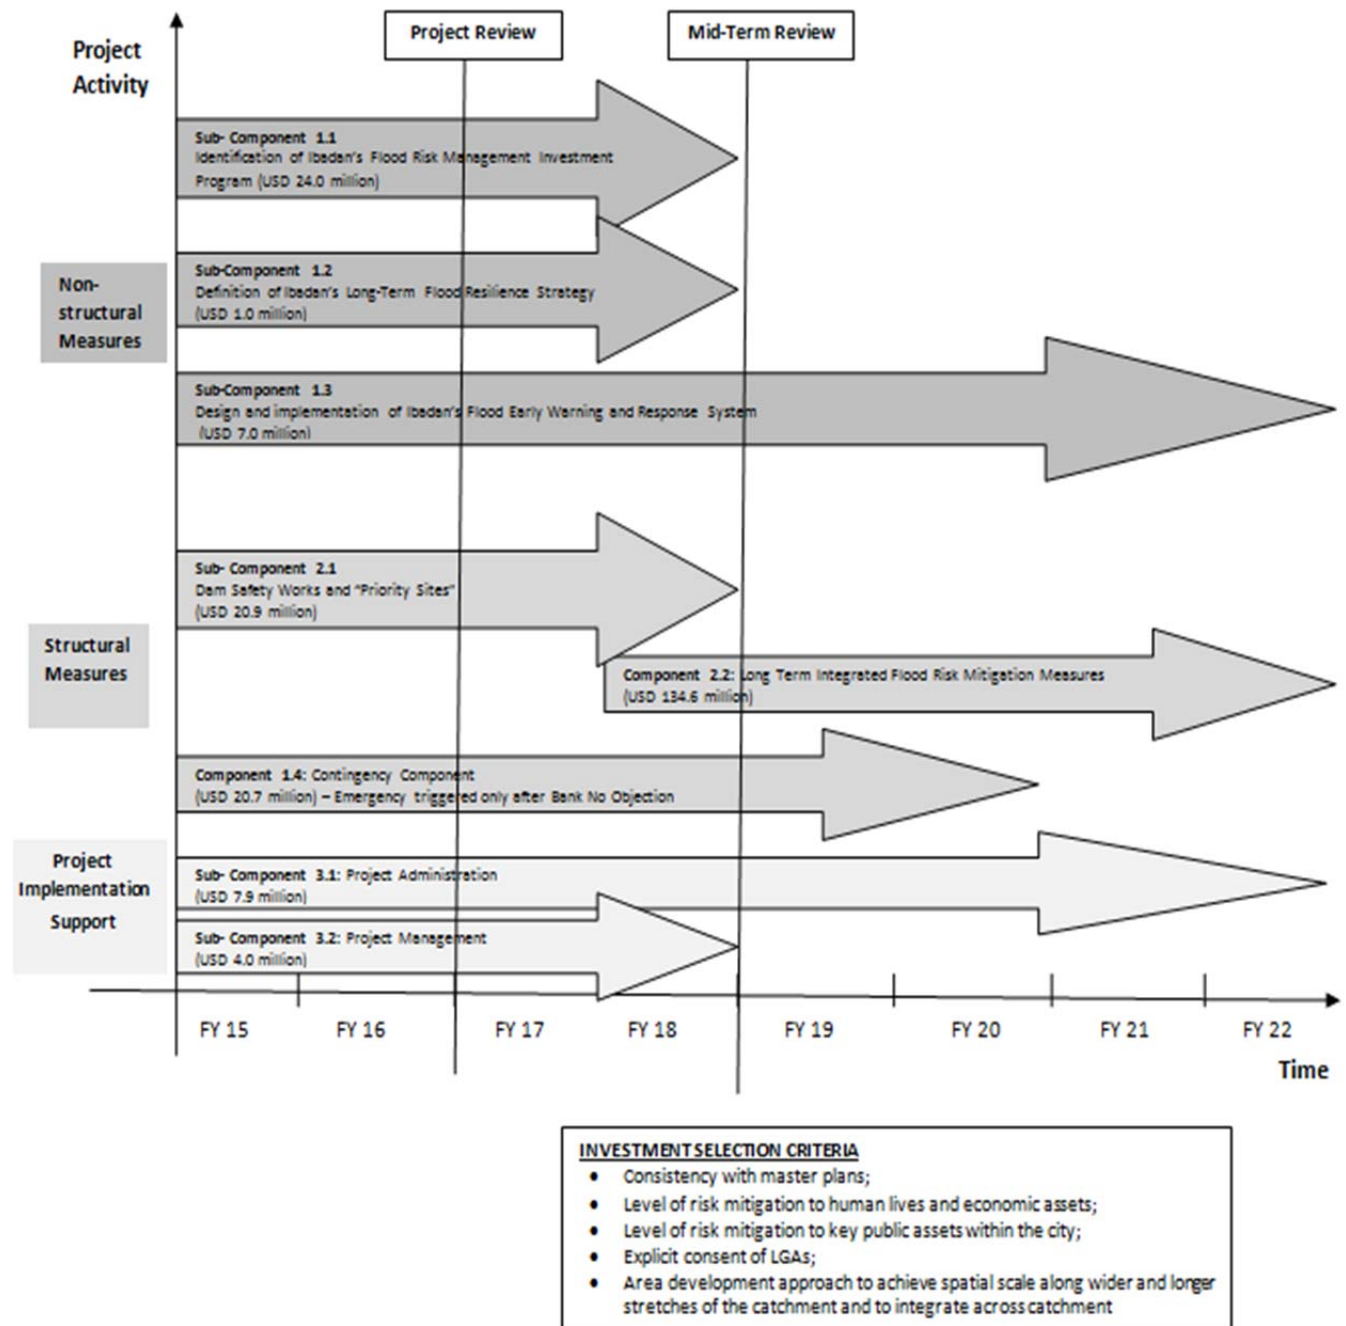 Project
Activity
Project Review
Mid-Term Review
Sub- Component 1.1
Identification of Ibadan's Flood Risk Management Investment
Program (USD 24.0 million)
Non-
structural
Measures
Sub-Component 1.2
Definition of Ibadan's Long-Term Flood Resilience Strategy
(USD 1.0 million)
Sub-Component 1.3
Design and implementation of Ibadan's Flood Early Warning and Response System
(USD 7.0 million)
Structural
Measures
Sub- Component 2.1
Dam Safety Works and "Priority Sites"
(USD 20.9 million)
Component 2.2: Long Term Integrated Flood Risk Mitigation Measures
(USD 134.6 million)
Component 1.4: Contingency Component
(USD 20.7 million) – Emergency triggered only after Bank No Objection
Project
Implementation
Support
Sub- Component 3.1: Project Administration
(USD 7.9 million)
Sub- Component 3.2: Project Management
(USD 4.0 million)
FY 15 FY 16 FY 17 FY 18 FY 19 FY 20 FY 21 FY 22
Time
INVESTMENT SELECTION CRITERIA
• Consistency with master plans;
• Level of risk mitigation to human lives and economic assets;
• Level of risk mitigation to key public assets within the city;
• Explicit consent of LGAs;
• Area development approach to achieve spatial scale along wider and longer
stretches of the catchment and to integrate across catchment